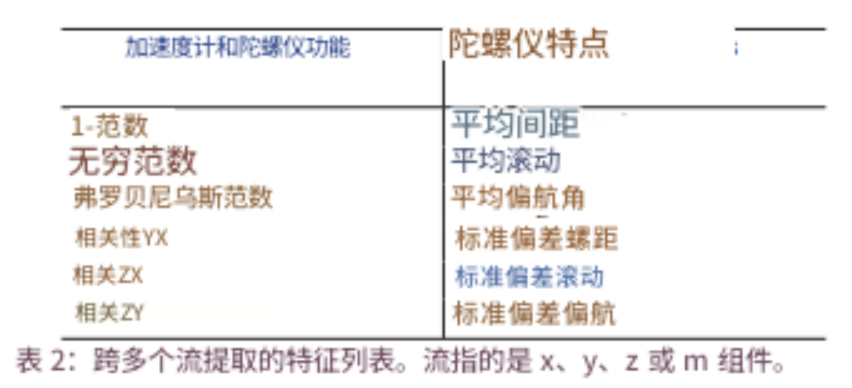 加速度计和陀螺仪功能 陀螺仪特点
1-范数 平均间距
无穷范数 平均滚动
弗罗贝尼乌斯范数 平均偏航角
相关性YX 标准偏差螺距
相关ZX 标准偏差滚动
相关ZY 标准偏差偏航
表 2：跨多个流提取的特征列表。流指的是 x、y、z 或 m 组件。